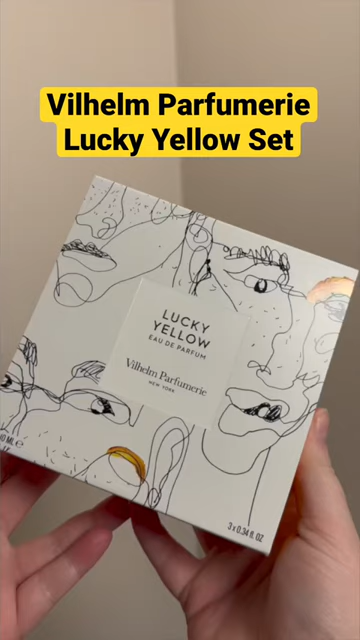 Vilhelm Parfumerie
Lucky Yellow Set
LUCKY
YELLOW
EAU DE PARFUM
Vilhelm Parfumerie
NEW YORK
3 x 0.34 fl. OZ